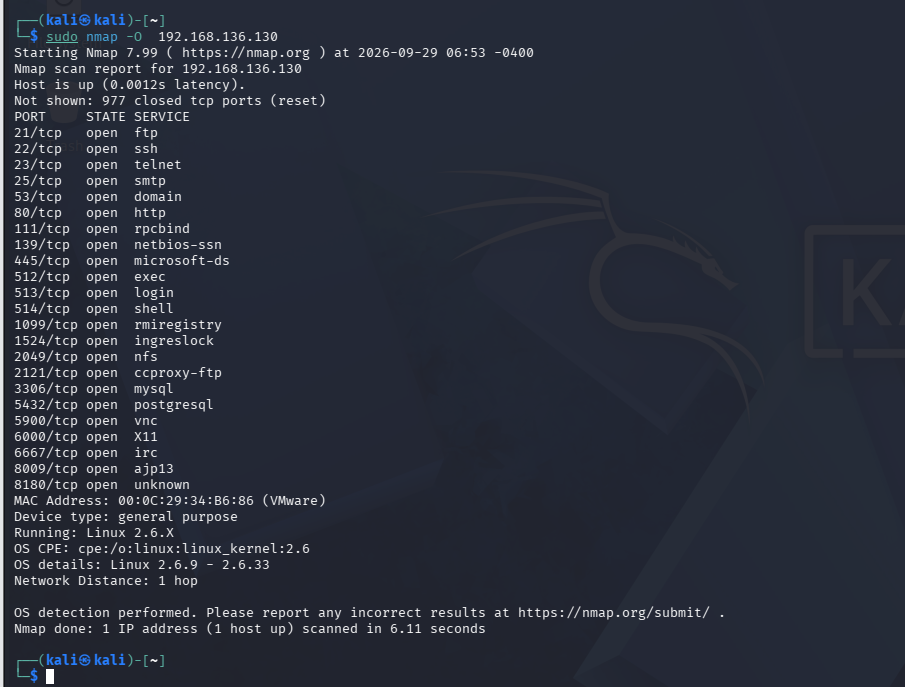 ┌──(kali㉿kali)-[~]
└─$ sudo nmap -O  192.168.136.130
Starting Nmap 7.99 ( https://nmap.org ) at 2026-09-29 06:53 -0400
Nmap scan report for 192.168.136.130
Host is up (0.0012s latency).
Not shown: 977 closed tcp ports (reset)
PORT     STATE SERVICE
21/tcp   open  ftp
22/tcp   open  ssh
23/tcp   open  telnet
25/tcp   open  smtp
53/tcp   open  domain
80/tcp   open  http
111/tcp  open  rpcbind
139/tcp  open  netbios-ssn
445/tcp  open  microsoft-ds
512/tcp  open  exec
513/tcp  open  login
514/tcp  open  shell
1099/tcp open  rmiregistry
1524/tcp open  ingreslock
2049/tcp open  nfs
2121/tcp open  ccproxy-ftp
3306/tcp open  mysql
5432/tcp open  postgresql
5900/tcp open  vnc
6000/tcp open  X11
6667/tcp open  irc
8009/tcp open  ajp13
8180/tcp open  unknown
MAC Address: 00:0C:29:34:B6:86 (VMware)
Device type: general purpose
Running: Linux 2.6.X
OS CPE: cpe:/o:linux:linux_kernel:2.6
OS details: Linux 2.6.9 - 2.6.33
Network Distance: 1 hop

OS detection performed. Please report any incorrect results at https://nmap.org/submit/ .
Nmap done: 1 IP address (1 host up) scanned in 6.11 seconds

┌──(kali㉿kali)-[~]
└─$